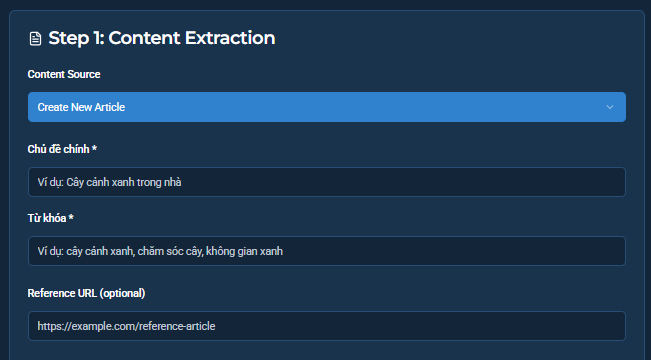 Step 1: Content Extraction
Content Source
Create New Article
Chủ đề chính *
Ví dụ: Cây cảnh xanh trong nhà
Từ khóa *
Ví dụ: cây cảnh xanh, chăm sóc cây, không gian xanh
Reference URL (optional)
https://example.com/reference-article